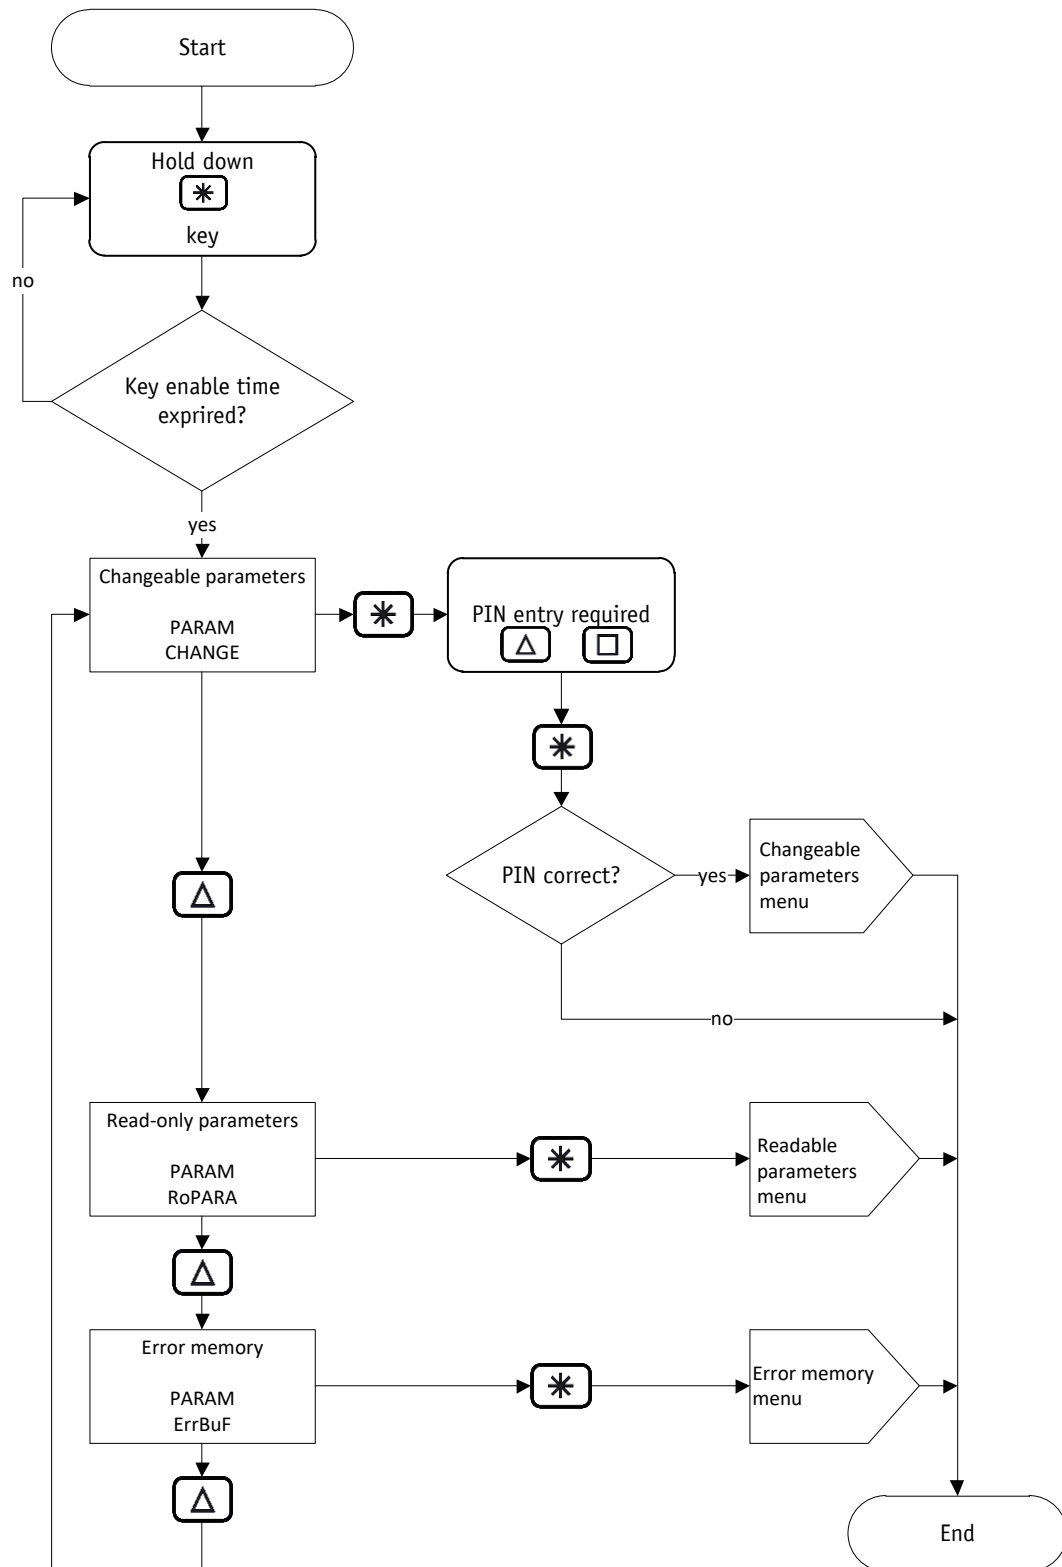 Start
Hold down
key
no
Key enable time
exprired?
yes
Changeable parameters
PARAM
CHANGE
PIN entry required
PIN correct?
yes
Changeable
parameters
menu
no
Read-only parameters
PARAM
RoPARA
Readable
parameters
menu
Error memory
PARAM
ErrBuF
Error memory
menu
End